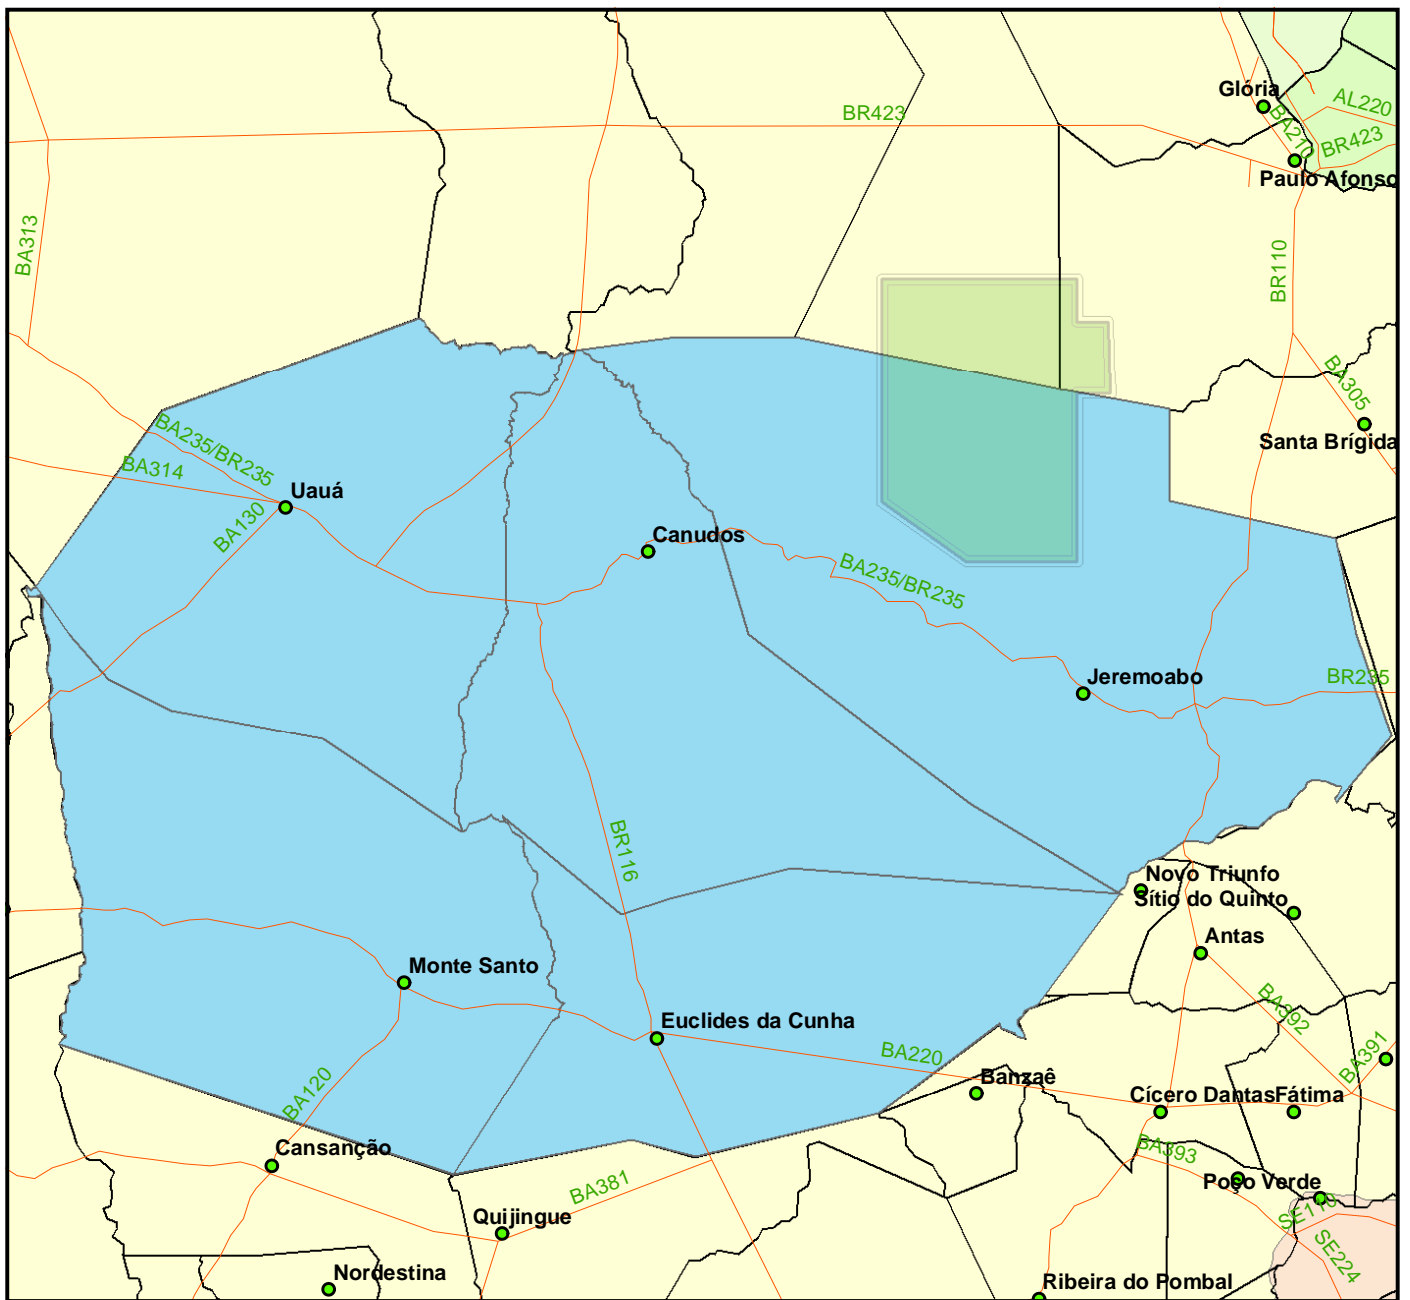 Glória
AL220
BR423
BA210
BR423
Paulo Afonso
BA313
BR110
BA305
Santa Brígida
BA235/BR235
BA314
Uauá
BA130
Canudos
BA235/BR235
Jeremoabo
BR235
BR116
Novo Triunfo
Sítio do Quinto
Antas
Monte Santo
BA392
Euclides da Cunha
BA220
BA391
Banzaê
BA120
Cícero Dantas
Fátima
Cansanção
BA393
BA381
Poço Verde
Quijingue
SE110
SE224
Nordestina
Ribeira do Pombal